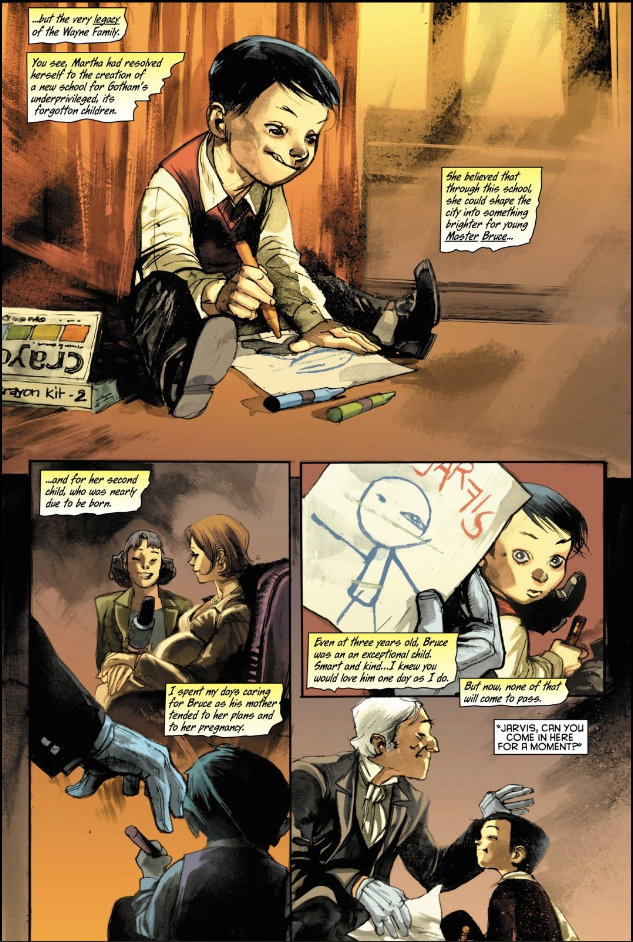 ...but the very legacy
of the Wayne Family.
You see, Martha had resolved
herself to the creation of
a new school for Gotham's
underprivileged, its
forgotten children.
She believed that
through this school,
she could shape the
city into something
brighter for young
Master Bruce...
crayo
crayon kit - 2
...and for her second
child, who was nearly
due to be born.
I spent my days caring
for Bruce as his mother
tended to her plans and
to her pregnancy.
JARFIS
Even at three years old, Bruce
was an an exceptional child.
Smart and kind...I knew you
would love him one day as I do.
But now, none of that
will come to pass.
"JARVIS, CAN YOU
COME IN HERE
FOR A MOMENT?"